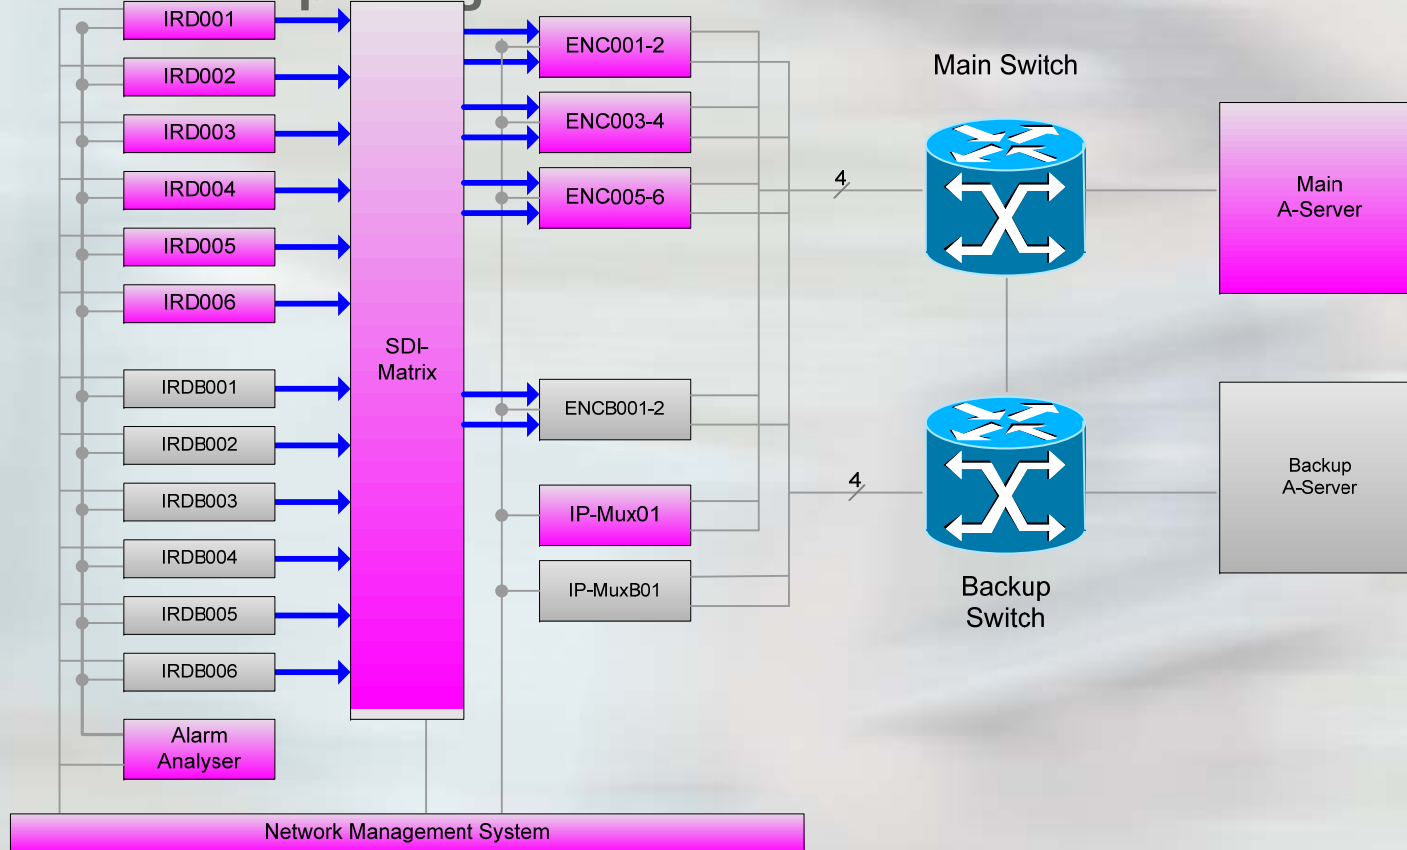 IRD001
IRD002
IRD003
IRD004
IRD005
IRD006
IRDB001
IRDB002
IRDB003
IRDB004
IRDB005
IRDB006
Alarm
Analyser
SDI-
Matrix
ENC001-2
ENC003-4
ENC005-6
ENCB001-2
IP-Mux01
IP-MuxB01
4
4
Main Switch
Backup
Switch
Main
A-Server
Backup
A-Server
Network Management System